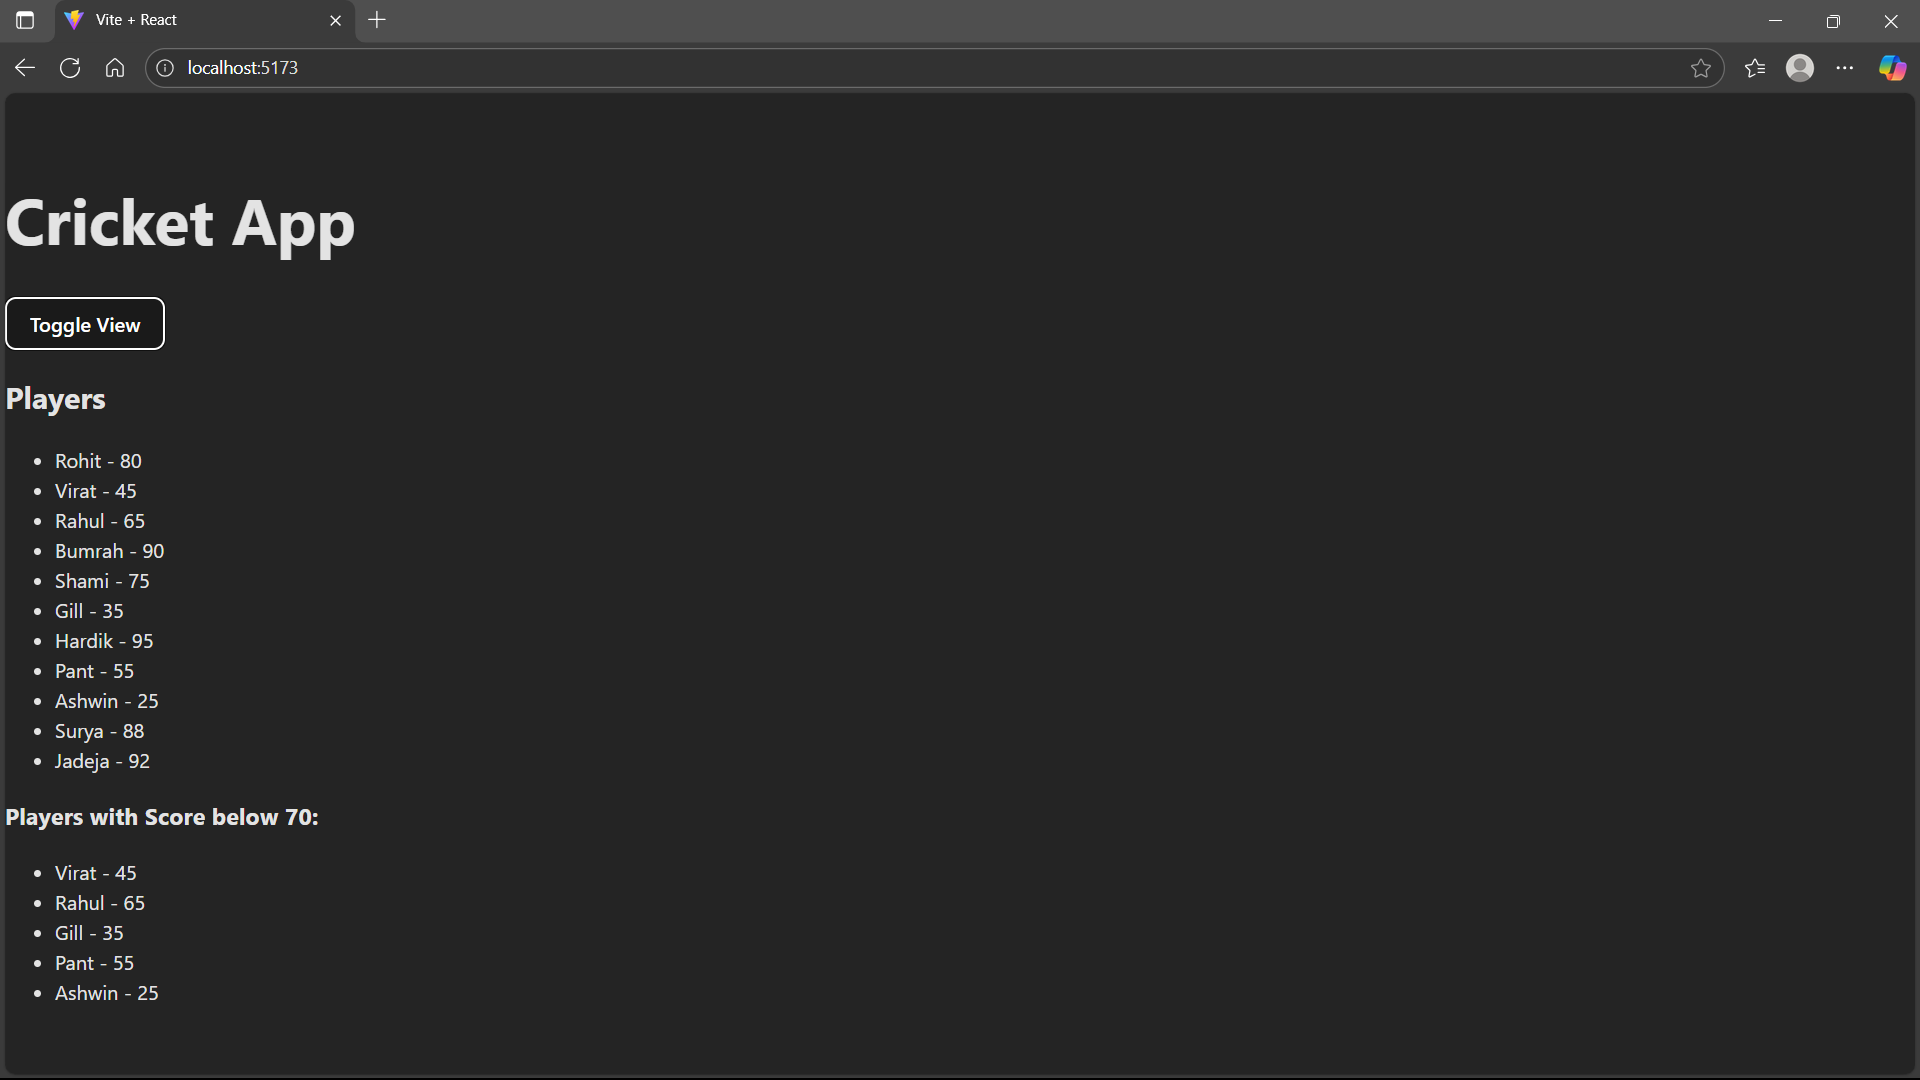 Vite + React
localhost:5173
Cricket App
Toggle View
Players
Rohit - 80
Virat - 45
Rahul - 65
Bumrah - 90
Shami - 75
Gill - 35
Hardik - 95
Pant - 55
Ashwin - 25
Surya - 88
Jadeja - 92
Players with Score below 70:
Virat - 45
Rahul - 65
Gill - 35
Pant - 55
Ashwin - 25